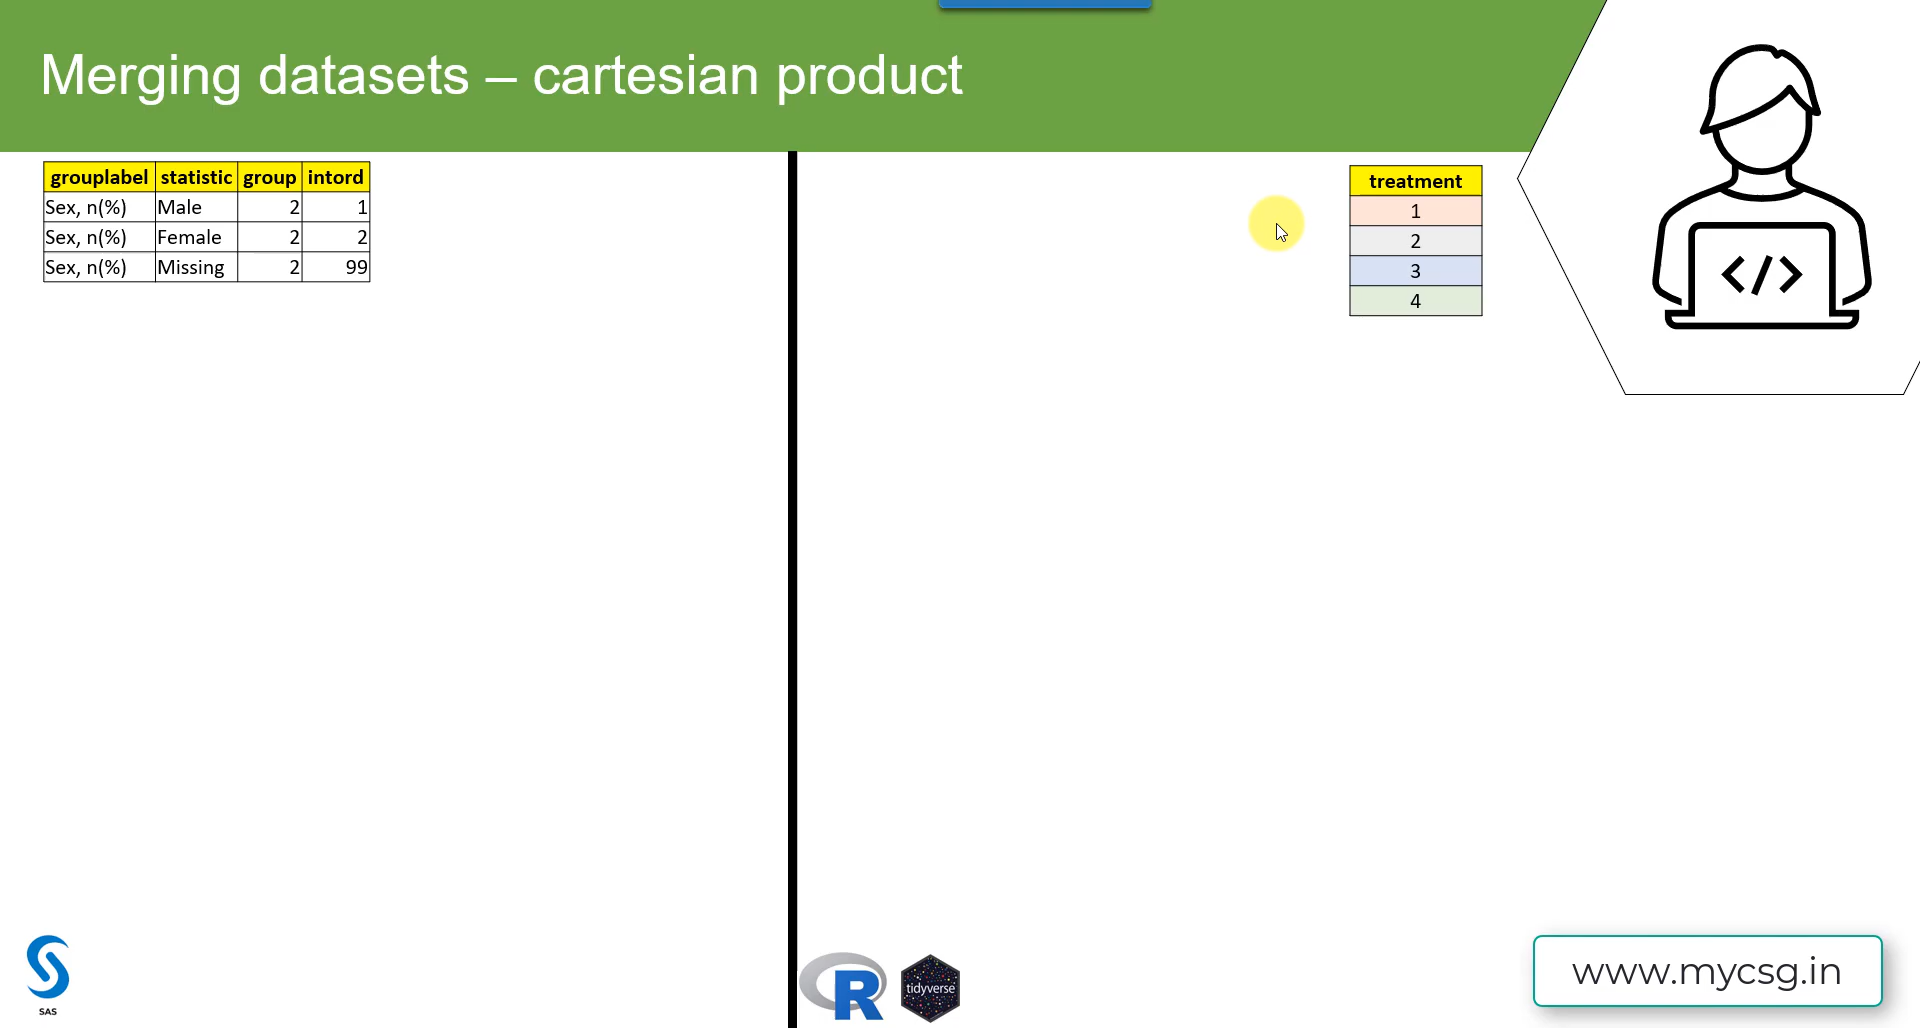 Merging datasets – cartesian product
grouplabel statistic group intord
Sex, n(%) Male 2 1
Sex, n(%) Female 2 2
Sex, n(%) Missing 2 99
treatment
1
2
3
4
</>
SAS
R
tidyverse
www.mycsg.in